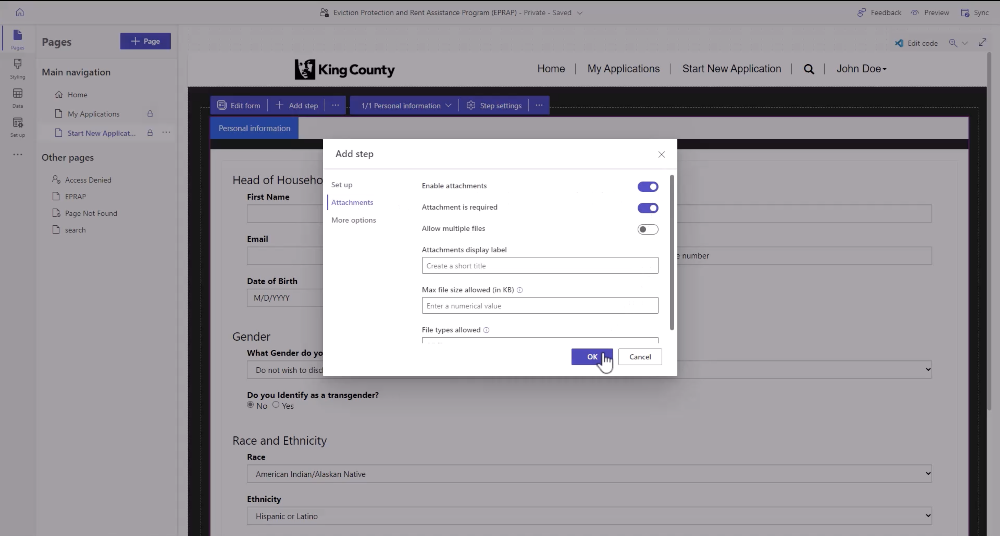 Eviction Protection and Rent Assistance Program (EPRAP) - Private - Saved
Feedback
Preview
Sync
Pages
Styling
Data
Set up
Pages
+ Page
Main navigation
Home
My Applications
Start New Applicat...
Other pages
Access Denied
EPRAP
Page Not Found
search
Edit code
King County
Home | My Applications | Start New Application | John Doe
Edit form
+ Add step
1/1 Personal information
Step settings
Personal information
Head of Househo
First Name
Email
e number
Date of Birth
M/D/YYYY
Gender
What Gender do yo
Do not wish to discl
Do you Identify as a transgender?
No Yes
Race and Ethnicity
Race
American Indian/Alaskan Native
Ethnicity
Hispanic or Latino
Add step
Set up
Attachments
More options
Enable attachments
Attachment is required
Allow multiple files
Attachments display label
Create a short title
Max file size allowed (in KB)
Enter a numerical value
File types allowed
OK
Cancel